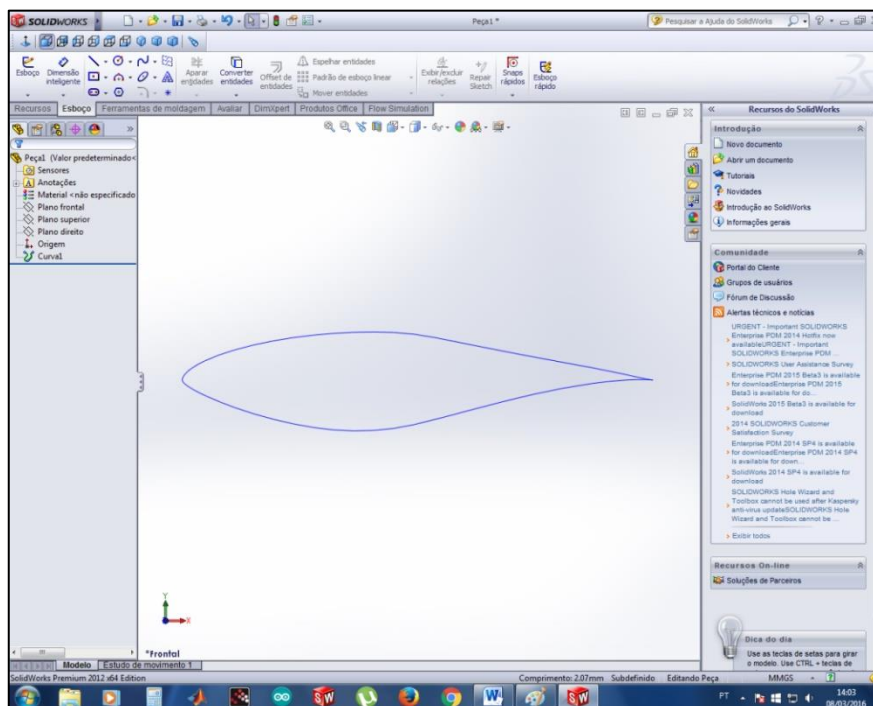 SOLIDWORKS
Peça1 *
Pesquisar a Ajuda do SolidWorks
Esboço
Dimensão inteligente
Aparar entidades
Converter entidades
Offset de entidades
Espelhar entidades
Padrão de esboço linear
Mover entidades
Exibir/excluir relações
Repair Sketch
Snaps rápidos
Esboço rápido
Recursos
Esboço
Ferramentas de moldagem
Avaliar
DimXpert
Produtos Office
Flow Simulation
Peça1 (Valor predeterminado<
Sensores
Anotações
Material <não especificado
Plano frontal
Plano superior
Plano direito
Origem
Curva1
Y
X
*Frontal
Recursos do SolidWorks
Introdução
Novo documento
Abrir um documento
Tutoriais
Novidades
Introdução ao SolidWorks
Informações gerais
Comunidade
Portal do Cliente
Grupos de usuários
Fórum de Discussão
Alertas técnicos e notícias
URGENT - Important SOLIDWORKS
Enterprise PDM 2014 Hotfix now
availableURGENT - Important
SOLIDWORKS Enterprise PDM ...
SOLIDWORKS User Assistance Survey
Enterprise PDM 2015 Beta3 is available
for downloadEnterprise PDM 2015
Beta3 is available for do...
SolidWorks 2015 Beta3 is available for
download
2014 SOLIDWORKS Customer
Satisfaction Survey
Enterprise PDM 2014 SP4 is available
for downloadEnterprise PDM 2014 SP4
is available for down...
SolidWorks 2014 SP4 is available for
download
SOLIDWORKS Hole Wizard and
Toolbox cannot be used after Kaspersky
anti-virus updateSOLIDWORKS Hole
Wizard and Toolbox cannot be ...
Exibir todos
Recursos On-line
Soluções de Parceiros
Dica do dia
Use as teclas de setas para girar
o modelo. Use CTRL + teclas de
Modelo
Estudo de movimento 1
SolidWorks Premium 2012 x64 Edition
Comprimento: 2.07mm
Subdefinido
Editando Peça
MMGS
PT
14:03
08/03/2016